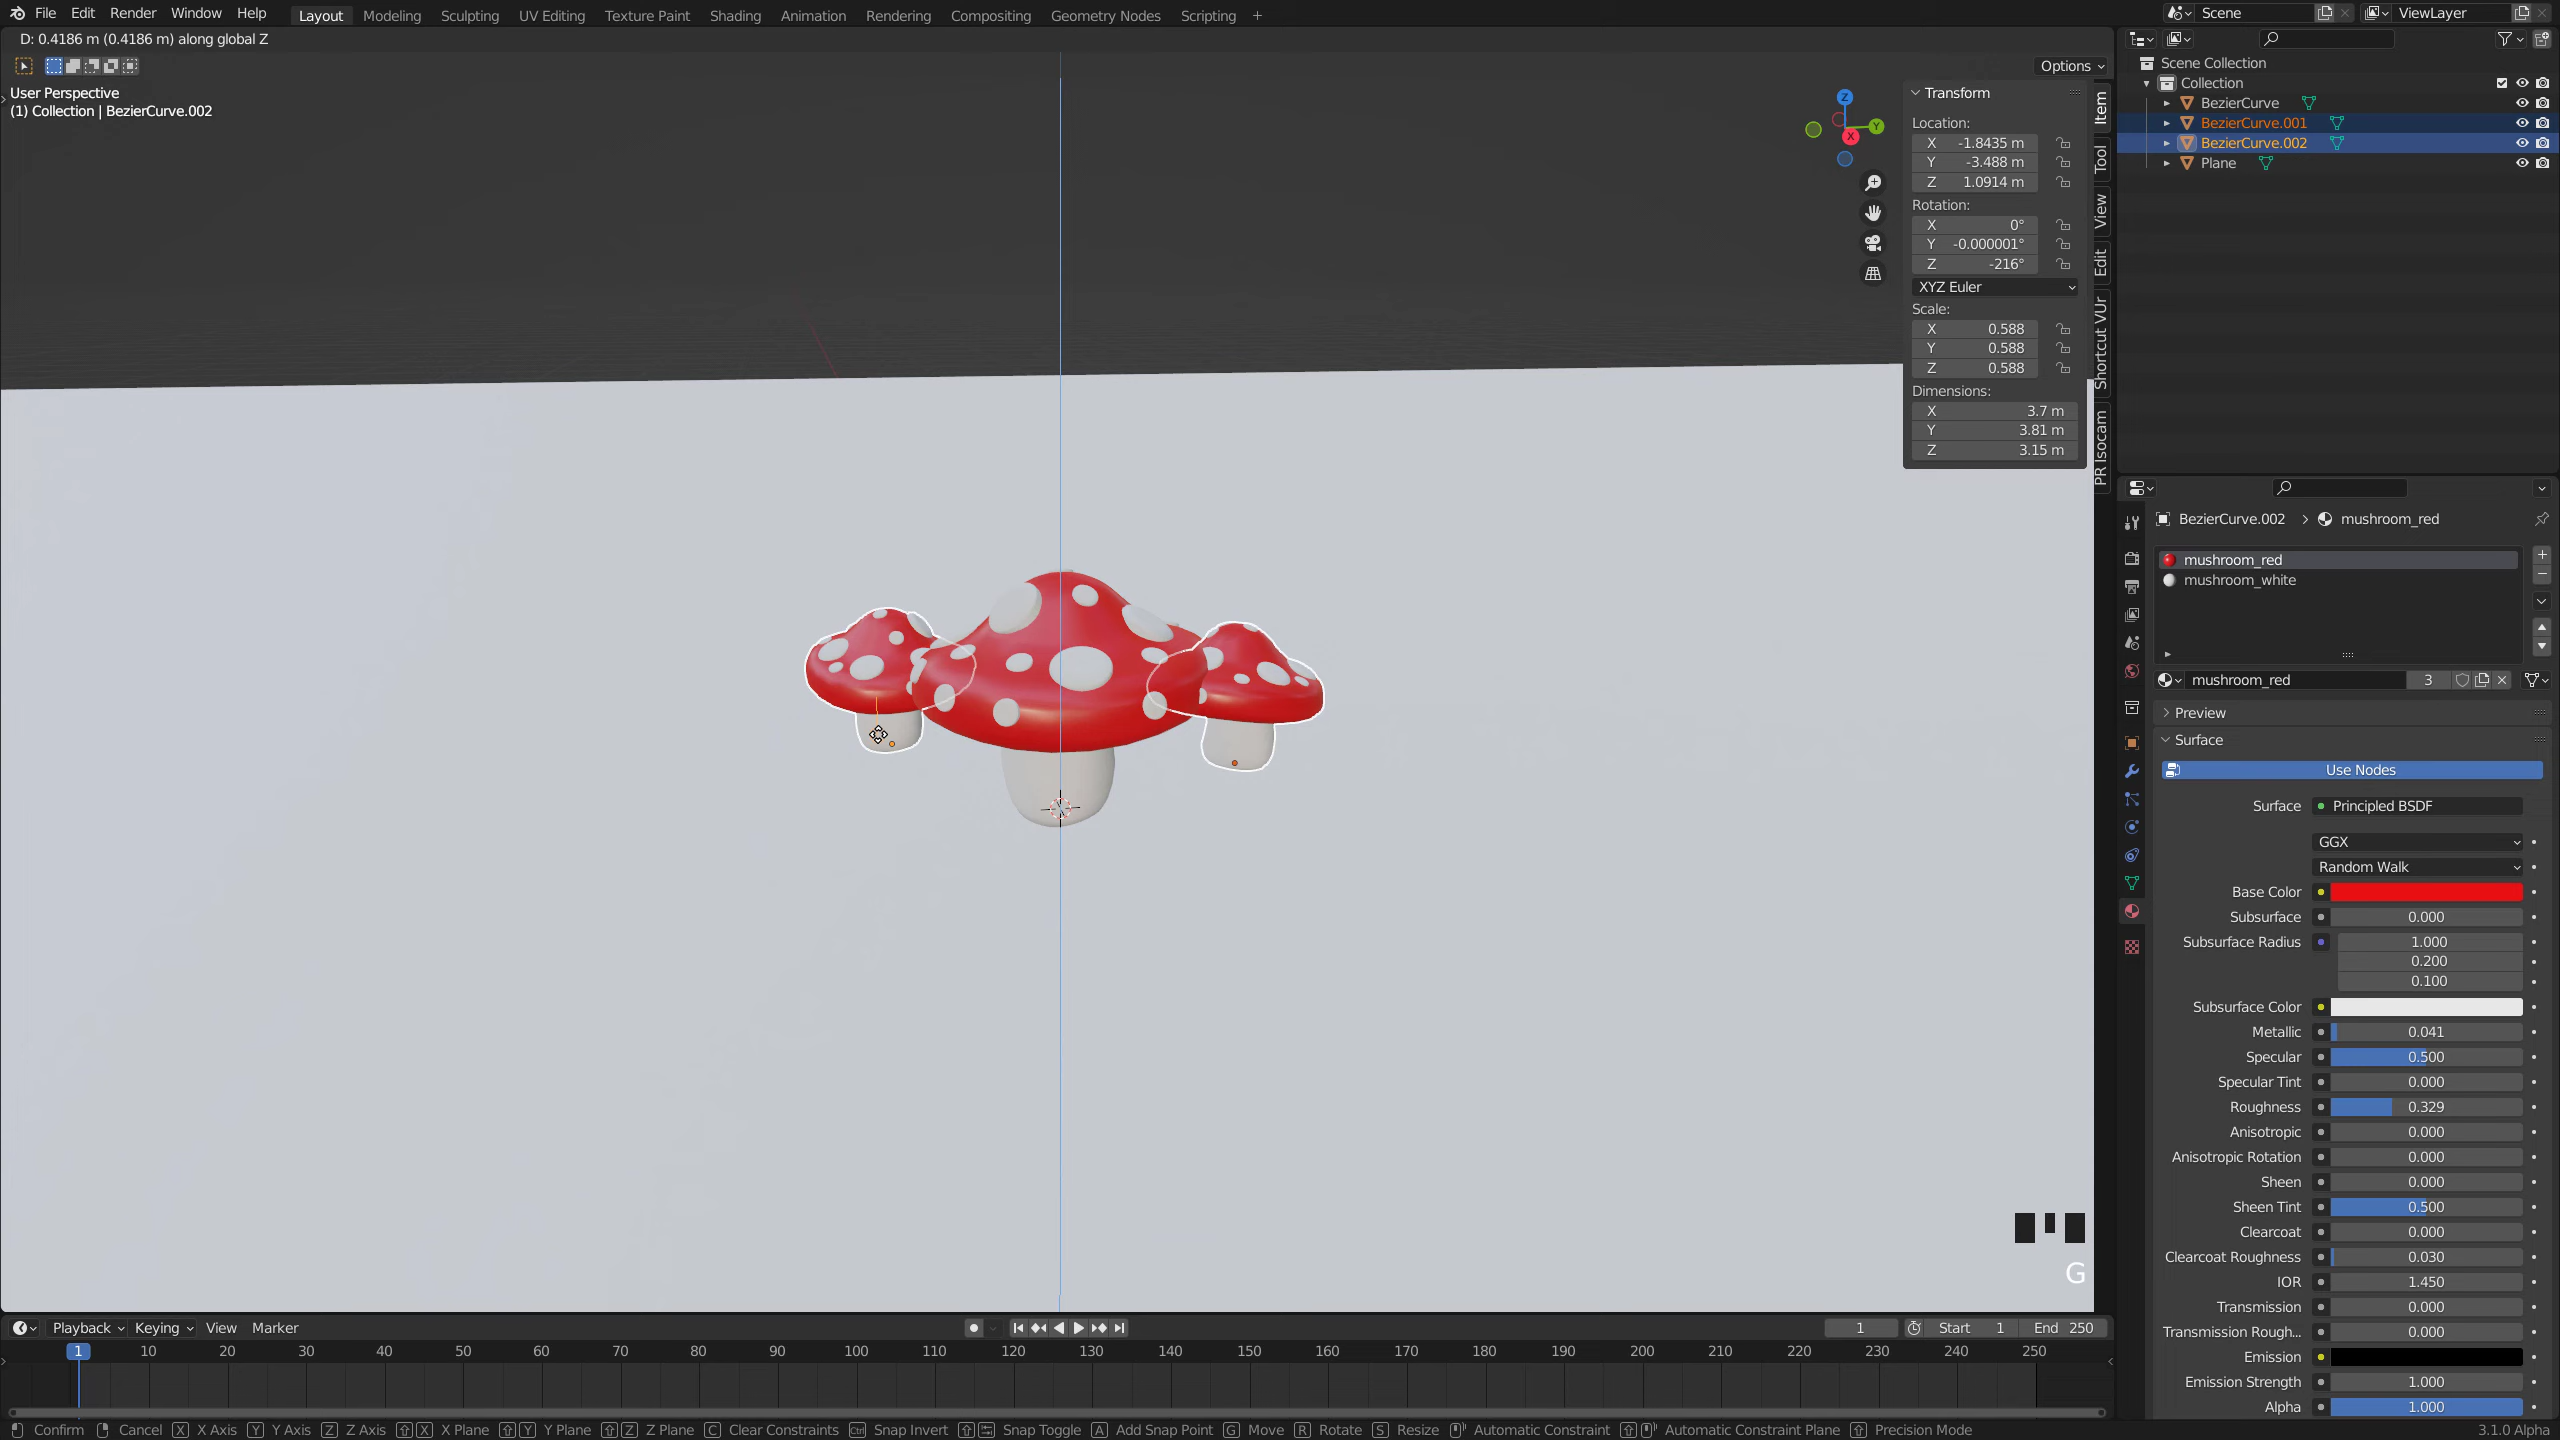 File Edit Render Window Help Layout Modeling Sculpting UV Editing Texture Paint Shading Animation Rendering Compositing Geometry Nodes Scripting + Scene ViewLayer
D: 0.4186 m (0.4186 m) along global Z
Options
User Perspective
(1) Collection | BezierCurve.002
Z
Y
X
Transform
Location:
X -1.8435 m
Y -3.488 m
Z 1.0914 m
Rotation:
X 0°
Y -0.000001°
Z -216°
XYZ Euler
Scale:
X 0.588
Y 0.588
Z 0.588
Dimensions:
X 3.7 m
Y 3.81 m
Z 3.15 m
Item
Tool
View
Edit
Shortcut VUr
PR Isocam
Scene Collection
Collection
BezierCurve
BezierCurve.001
BezierCurve.002
Plane
BezierCurve.002 > mushroom_red
mushroom_red
mushroom_white
mushroom_red 3
Preview
Surface
Use Nodes
Surface Principled BSDF
GGX
Random Walk
Base Color
Subsurface 0.000
Subsurface Radius 1.000
0.200
0.100
Subsurface Color
Metallic 0.041
Specular 0.500
Specular Tint 0.000
Roughness 0.329
Anisotropic 0.000
Anisotropic Rotation 0.000
Sheen 0.000
Sheen Tint 0.500
Clearcoat 0.000
Clearcoat Roughness 0.030
IOR 1.450
Transmission 0.000
Transmission Rough... 0.000
Emission
Emission Strength 1.000
Alpha 1.000
G
Playback Keying View Marker 1 Start 1 End 250
1 10 20 30 40 50 60 70 80 90 100 110 120 130 140 150 160 170 180 190 200 210 220 230 240 250
Confirm Cancel X X Axis Y Y Axis Z Z Axis X X Plane Y Y Plane Z Z Plane C Clear Constraints Ctrl Snap Invert Snap Toggle A Add Snap Point G Move R Rotate S Resize Automatic Constraint Automatic Constraint Plane Precision Mode 3.1.0 Alpha